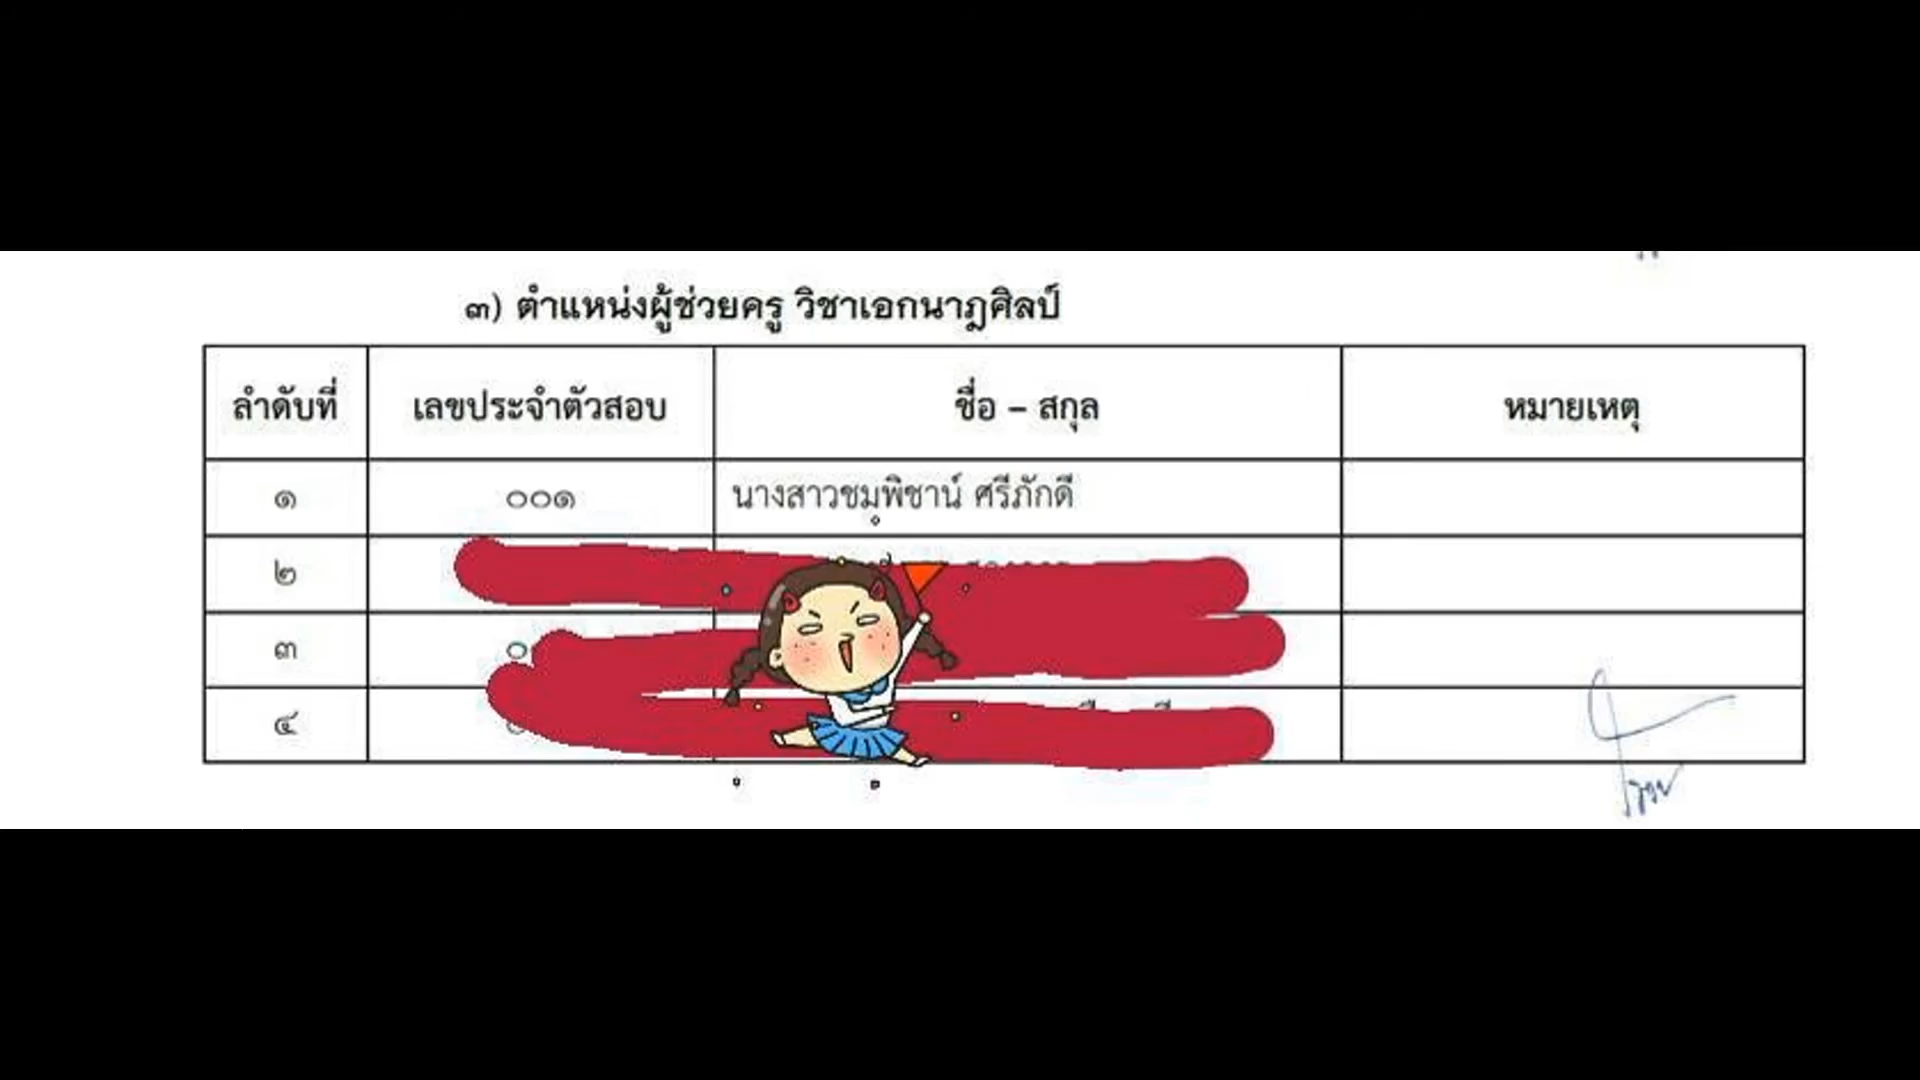 ๓) ตำแหน่งผู้ช่วยครู วิชาเอกนาฏศิลป์
ลำดับที่ เลขประจำตัวสอบ ชื่อ – สกุล หมายเหตุ
๑ ๐๐๑ นางสาวชมพิชาน์ ศรีภักดี
๒
๓ ๐
๔